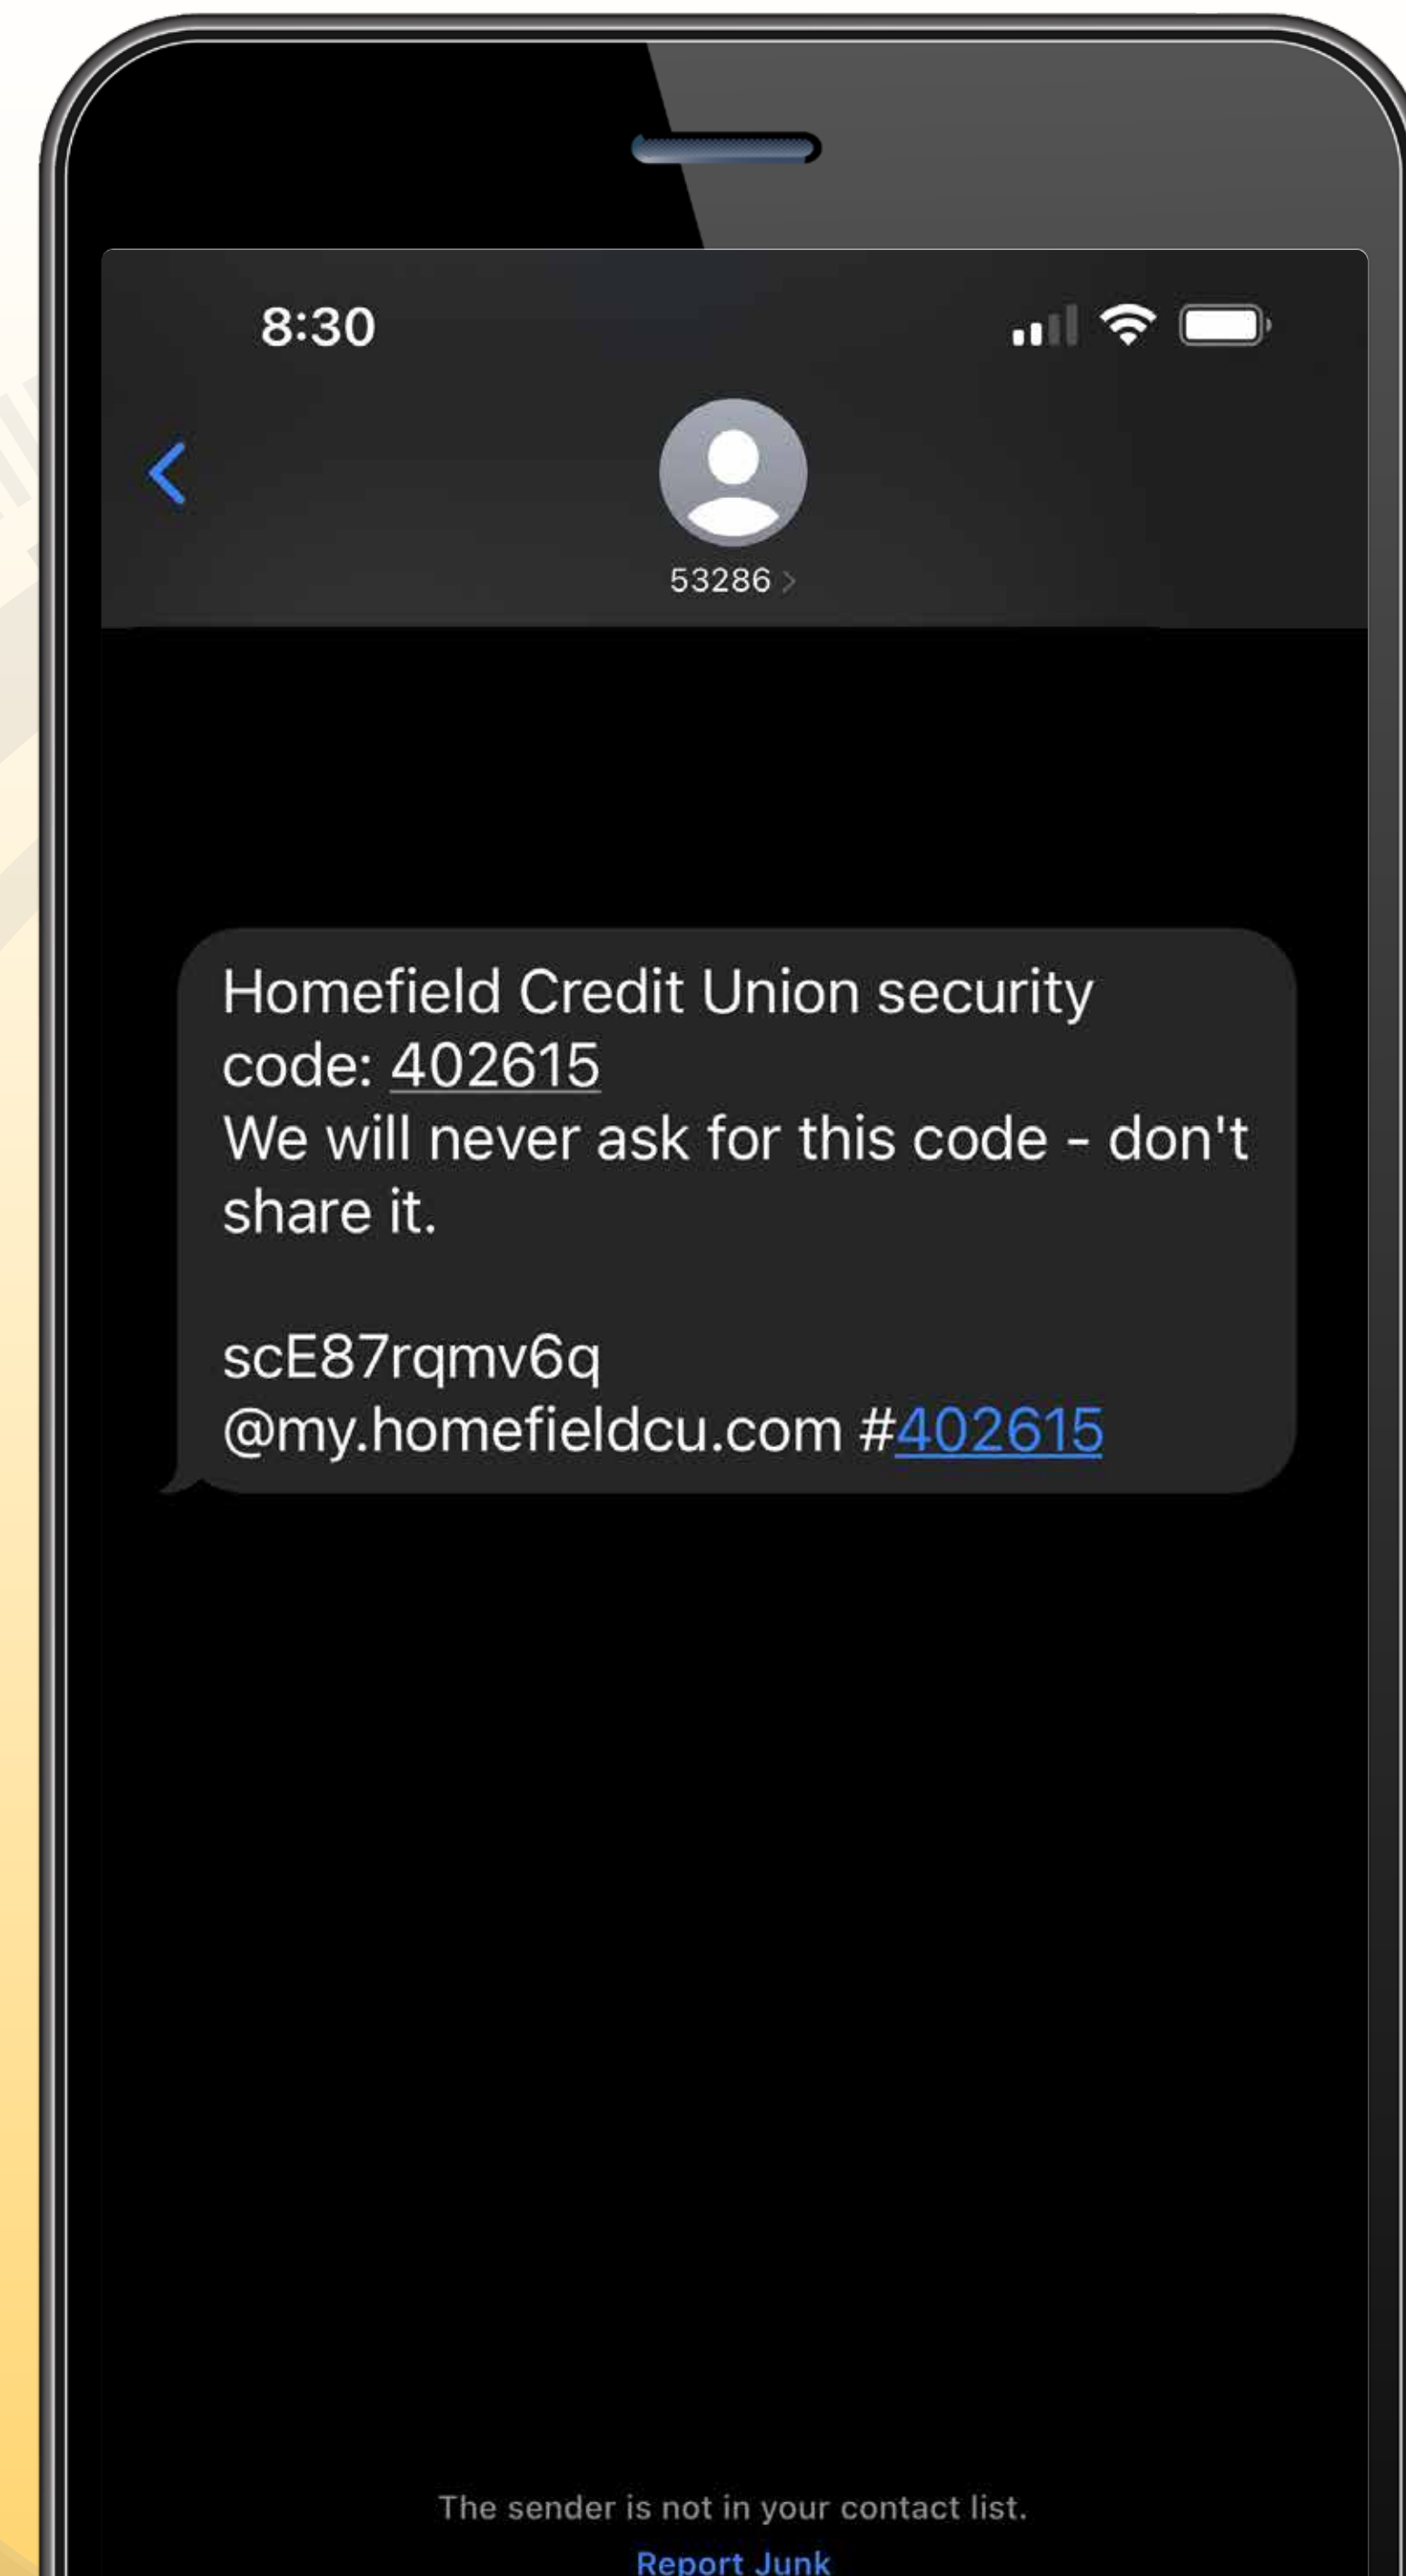 8:30
53286 >
Homefield Credit Union security
code: 402615
We will never ask for this code - don't
share it.
scE87rqmv6q
@my.homefieldcu.com #402615
The sender is not in your contact list.
Report Junk